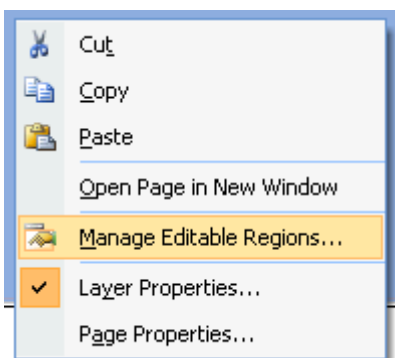 Cut
Copy
Paste
Open Page in New Window
Manage Editable Regions...
Layer Properties...
Page Properties...